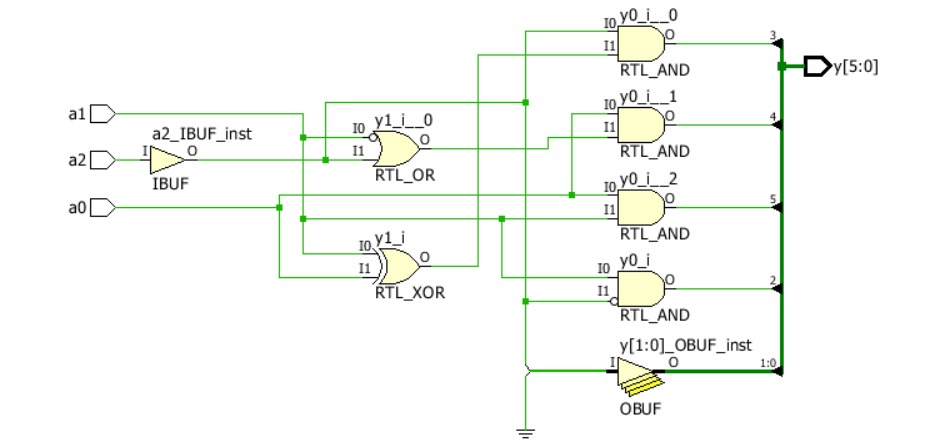 y0_i__0
I0
O
3
I1
y[5:0]
RTL_AND
y0_i__1
a1
I0
O
4
y1_i__0
I1
a2_IBUF_inst
I0
O
RTL_AND
a2
I
O
I1
IBUF
RTL_OR
y0_i__2
I0
O
5
a0
I1
RTL_AND
y1_i
I0
O
y0_i
I1
I0
O
2
RTL_XOR
I1
RTL_AND
y[1:0]_OBUF_inst
I
O
1:0
OBUF